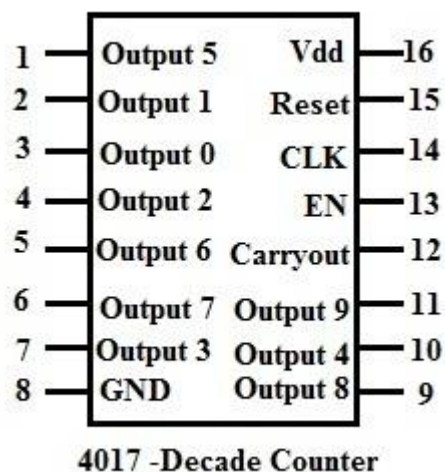 1 Output 5 Vdd 16
2 Output 1 Reset 15
3 Output 0 CLK 14
4 Output 2 EN 13
5 Output 6 Carryout 12
6 Output 7 Output 9 11
7 Output 3 Output 4 10
8 GND Output 8 9
4017 -Decade Counter